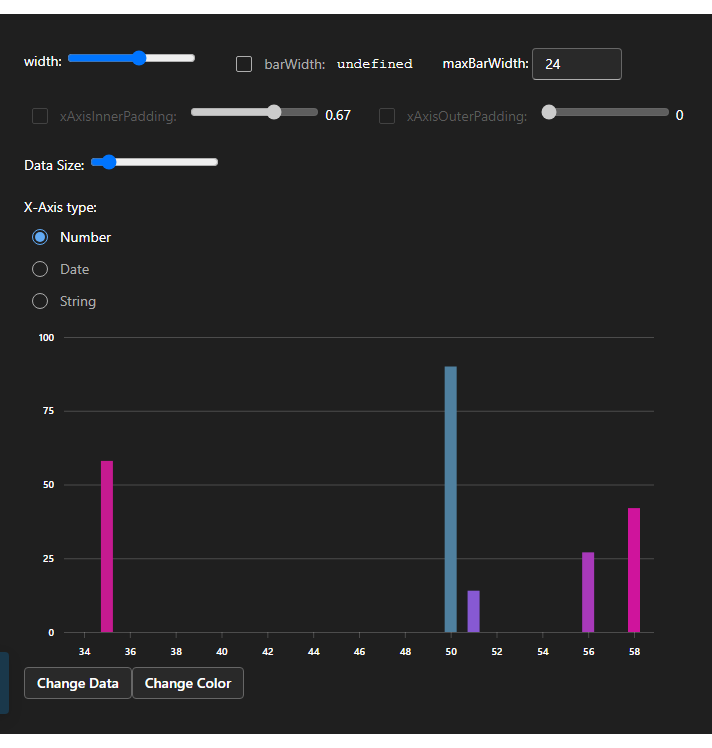 width: barWidth: undefined maxBarWidth: 24
xAxisInnerPadding: 0.67 xAxisOuterPadding: 0
Data Size:
X-Axis type:
Number
Date
String
100
75
50
25
0
34 36 38 40 42 44 46 48 50 52 54 56 58
Change Data Change Color